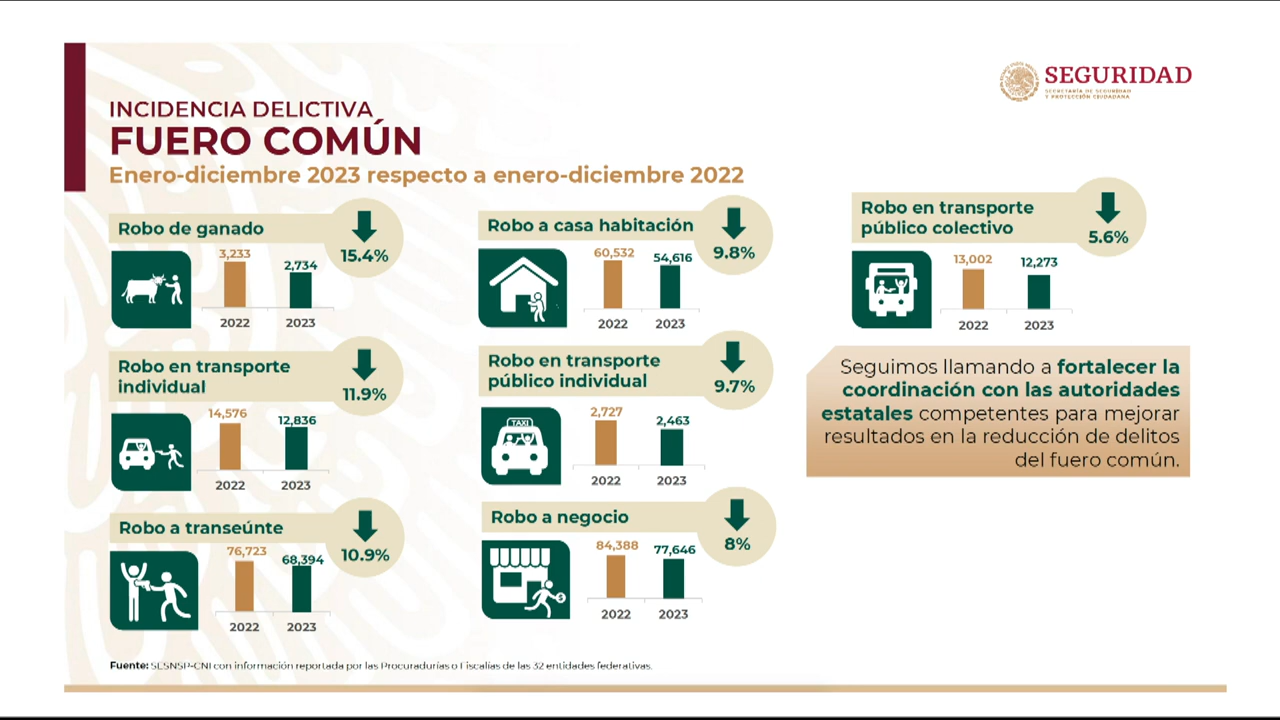 SEGURIDAD
SECRETARÍA DE SEGURIDAD
Y PROTECCIÓN CIUDADANA
INCIDENCIA DELICTIVA
FUERO COMÚN
Enero-diciembre 2023 respecto a enero-diciembre 2022
Robo de ganado
15.4%
3,233
2,734
2022
2023
Robo en transporte
individual
11.9%
14,576
12,836
2022
2023
Robo a transeúnte
10.9%
76,723
68,394
2022
2023
Robo a casa habitación
9.8%
60,532
54,616
2022
2023
Robo en transporte
público individual
9.7%
TAXI
2,727
2,463
2022
2023
Robo a negocio
8%
84,388
77,646
$
2022
2023
Robo en transporte
público colectivo
5.6%
13,002
12,273
2022
2023
Seguimos llamando a fortalecer la
coordinación con las autoridades
estatales competentes para mejorar
resultados en la reducción de delitos
del fuero común.
Fuente: SESNSP-CNI con información reportada por las Procuradurías o Fiscalías de las 32 entidades federativas.